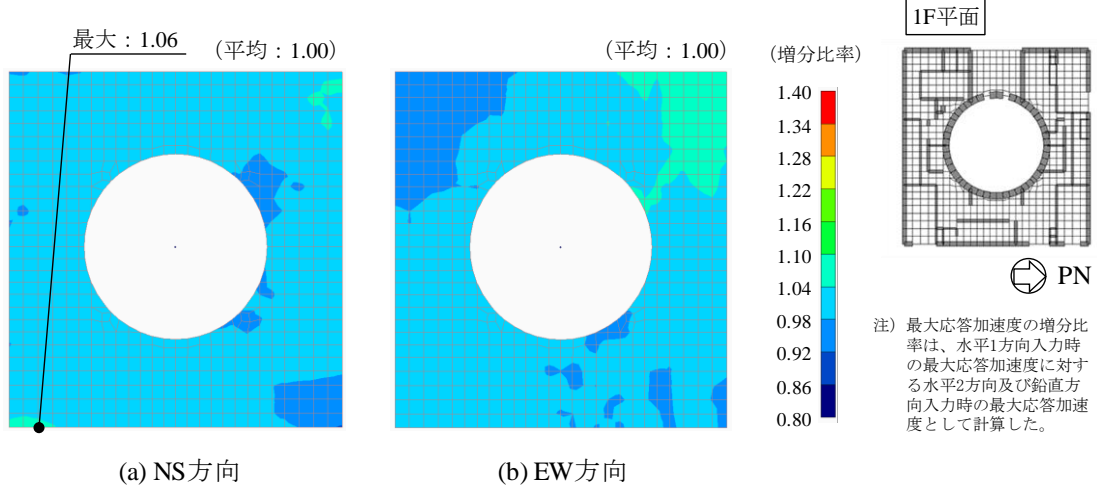 最大：1.06
（平均：1.00）
（平均：1.00）
（増分比率）
1.40
1.34
1.28
1.22
1.16
1.10
1.04
0.98
0.92
0.86
0.80
1F平面
PN
注）最大応答加速度の増分比
率は、水平1方向入力時
の最大応答加速度に対す
る水平2方向及び鉛直方
向入力時の最大応答加速
度として計算した。
(a) NS方向
(b) EW方向